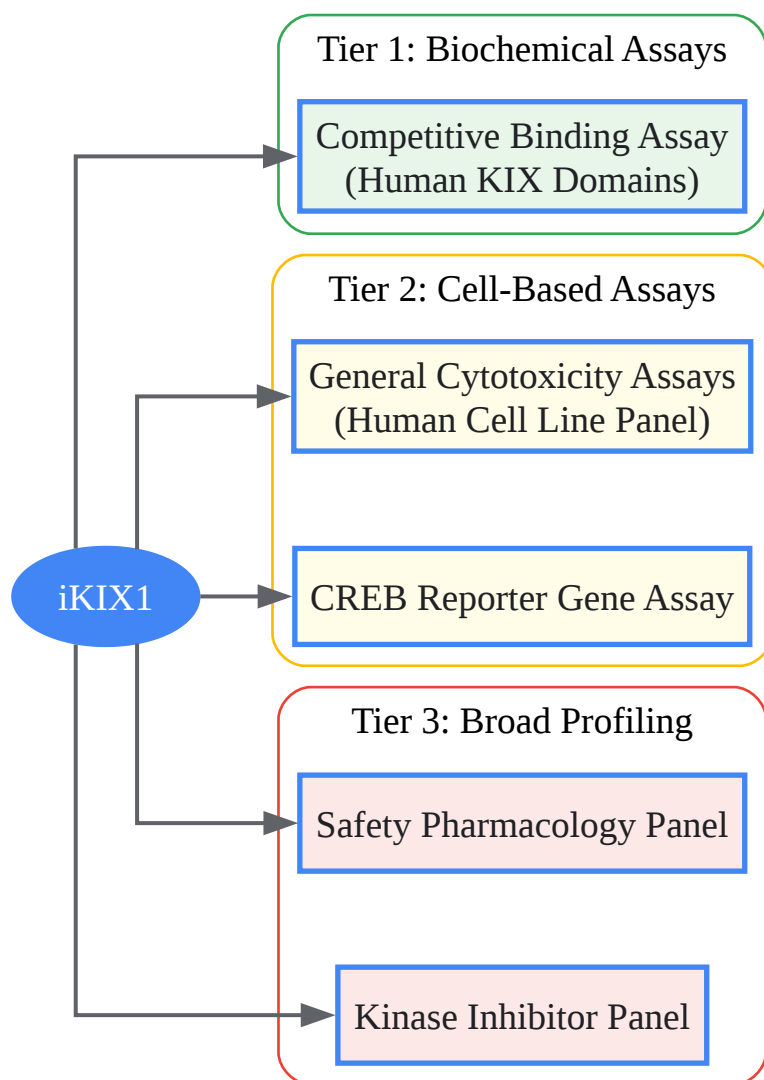 Tier 1: Biochemical Assays
Competitive Binding Assay
(Human KIX Domains)
Tier 2: Cell-Based Assays
General Cytotoxicity Assays
(Human Cell Line Panel)
iKIX1
CREB Reporter Gene Assay
Tier 3: Broad Profiling
Safety Pharmacology Panel
Kinase Inhibitor Panel